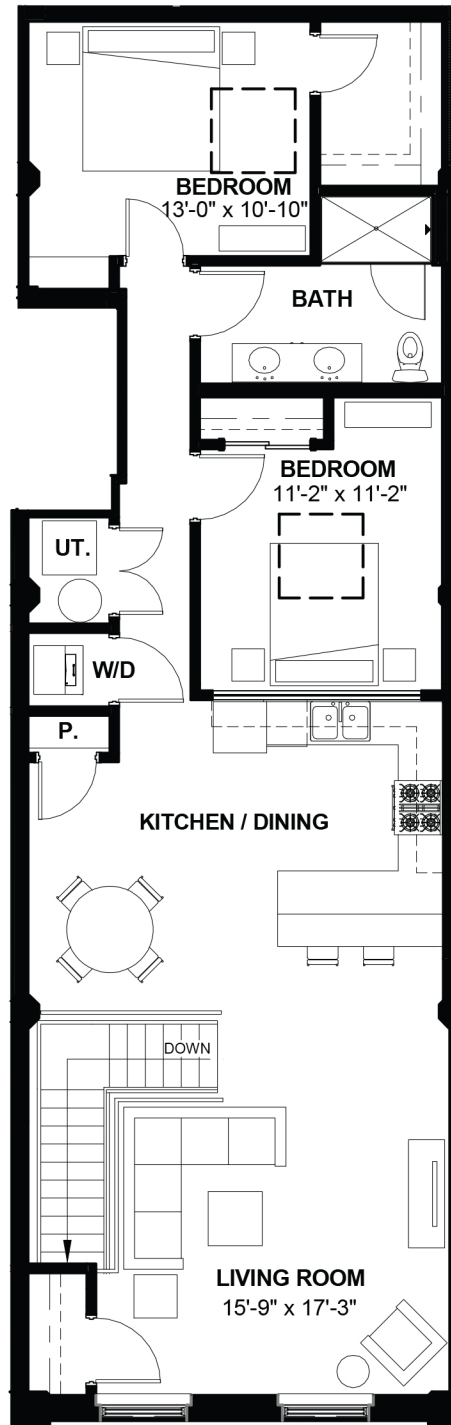 BEDROOM
13'-0" x 10'-10"
BATH
BEDROOM
11'-2" x 11'-2"
UT.
W/D
P.
KITCHEN / DINING
DOWN
LIVING ROOM
15'-9" x 17'-3"